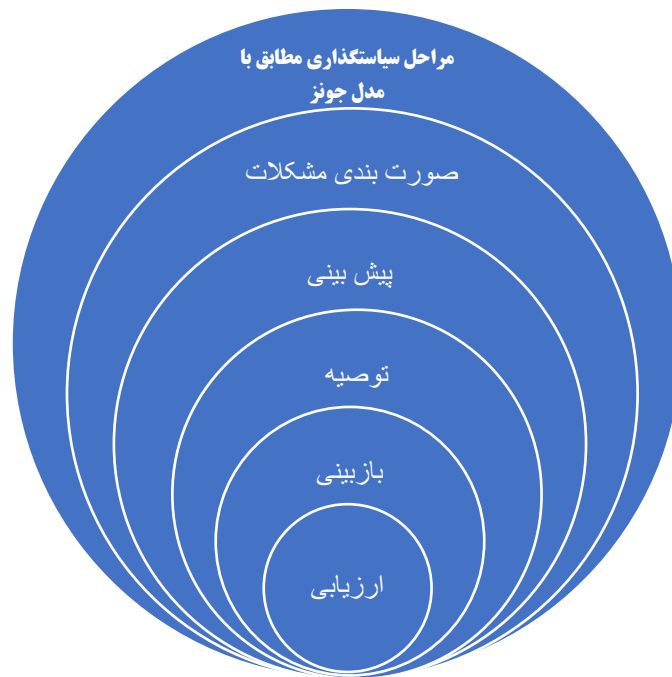 مراحل سیاستگذاری مطابق با
مدل جونز
صورت بندی مشکلات
پیش بینی
توصیه
بازبینی
ارزیابی